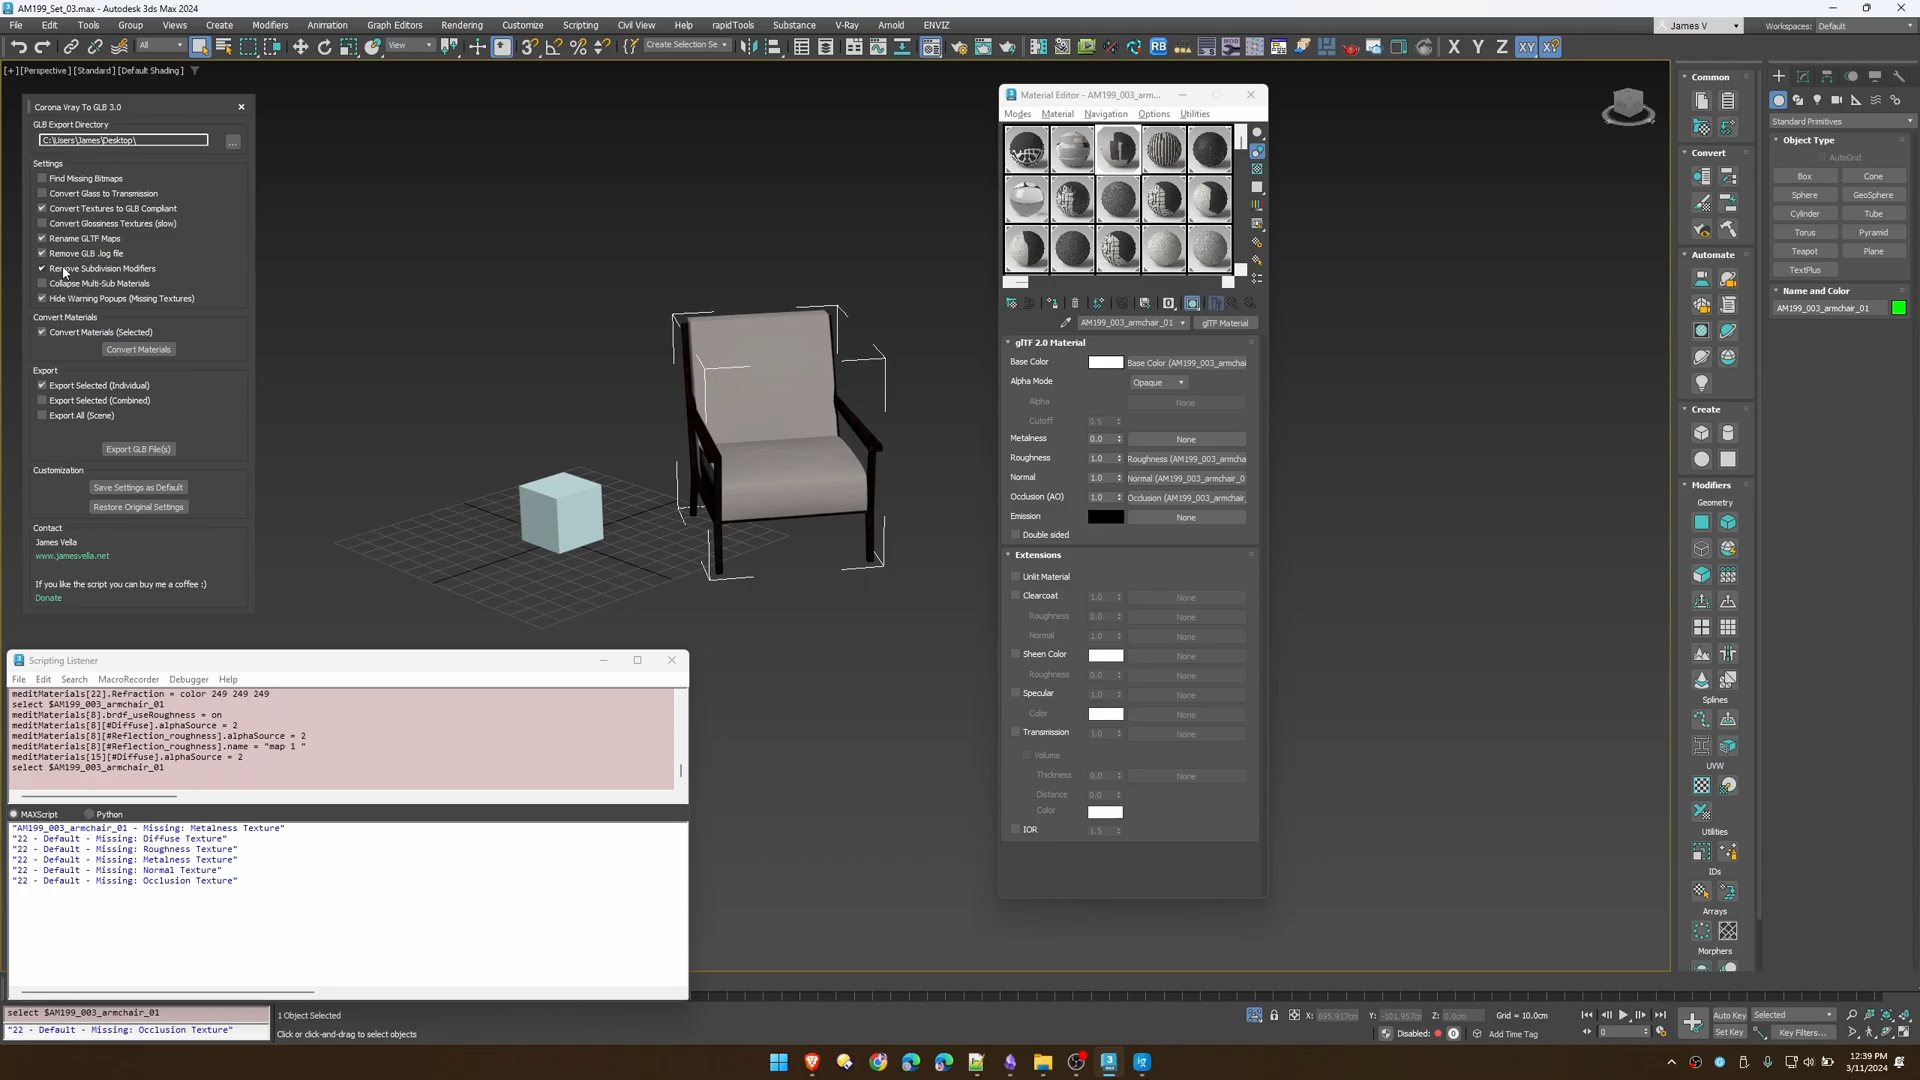 AM199_Set_03.max - Autodesk 3ds Max 2024
File Edit Tools Group Views Create Modifiers Animation Graph Editors Rendering Customize Scripting Civil View Help rapidTools Substance V-Ray Arnold ENVIZ
James V
Workspaces: Default
All
View
Create Selection Se
RB
X Y Z XY
[+] [Perspective] [Standard] [Default Shading]
Corona Vray To GLB 3.0
GLB Export Directory
C:\Users\James\Desktop\
...
Settings
Find Missing Bitmaps
Convert Glass to Transmission
Convert Textures to GLB Compliant
Convert Glossiness Textures (slow)
Rename GLTF Maps
Remove GLB .log file
Remove Subdivision Modifiers
Collapse Multi-Sub Materials
Hide Warning Popups (Missing Textures)
Convert Materials
Convert Materials (Selected)
Convert Materials
Export
Export Selected (Individual)
Export Selected (Combined)
Export All (Scene)
Export GLB File(s)
Customization
Save Settings as Default
Restore Original Settings
Contact
James Vella
www.jamesvella.net
If you like the script you can buy me a coffee :)
Donate
Scripting Listener
File Edit Search MacroRecorder Debugger Help
meditMaterials[22].Refraction = color 249 249 249
select $AM199_003_armchair_01
meditMaterials[8].brdf_useRoughness = on
meditMaterials[8][#Diffuse].alphaSource = 2
meditMaterials[8][#Reflection_roughness].alphaSource = 2
meditMaterials[8][#Reflection_roughness].name = "map 1 "
meditMaterials[15][#Diffuse].alphaSource = 2
select $AM199_003_armchair_01
MAXScript Python
"AM199_003_armchair_01 - Missing: Metalness Texture"
"22 - Default - Missing: Diffuse Texture"
"22 - Default - Missing: Roughness Texture"
"22 - Default - Missing: Metalness Texture"
"22 - Default - Missing: Normal Texture"
"22 - Default - Missing: Occlusion Texture"
Material Editor - AM199_003_arm...
Modes Material Navigation Options Utilities
AM199_003_armchair_01
glTF Material
glTF 2.0 Material
Base Color Base Color (AM199_003_armchai
Alpha Mode Opaque
Alpha None
Cutoff 0.5
Metalness 0.0 None
Roughness 1.0 Roughness (AM199_003_armcha
Normal 1.0 Normal (AM199_003_armchair_0
Occlusion (AO) 1.0 Occlusion (AM199_003_armchair_
Emission None
Double sided
Extensions
Unlit Material
Clearcoat 1.0 None
Roughness 0.0 None
Normal 1.0 None
Sheen Color None
Roughness None
Specular 1.0 None
Color None
Transmission 1.0 None
Volume
Thickness 0.0 None
Distance 0.0
Color
IOR 1.5
Common
Convert
Automate
Create
Modifiers
Geometry
Splines
UVW
Utilities
IDs
Arrays
Morphers
Standard Primitives
Object Type
AutoGrid
Box Cone
Sphere GeoSphere
Cylinder Tube
Torus Pyramid
Teapot Plane
TextPlus
Name and Color
AM199_003_armchair_01
select $AM199_003_armchair_01
"22 - Default - Missing: Occlusion Texture"
1 Object Selected
Click or click-and-drag to select objects
X: 695.917cm Y: -101.957cm Z: 0.0cm Grid = 10.0cm
Disabled: Add Time Tag
0
Auto Key Selected
Set Key Key Filters...
12:39 PM
3/11/2024